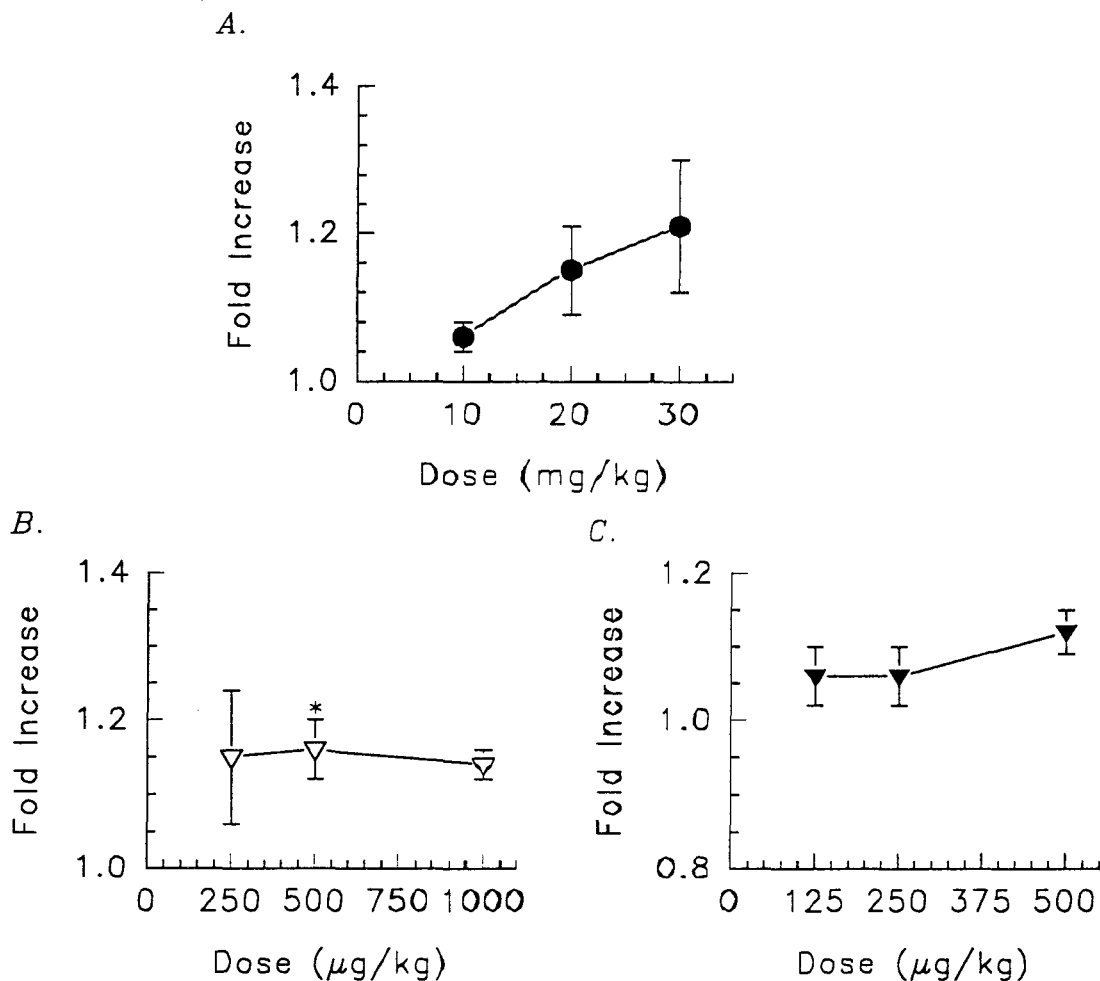 A.
Fold Increase
1.4
1.2
1.0
0 10 20 30
Dose (mg/kg)
B.
Fold Increase
1.4
1.2
1.0
*
0 250 500 750 1000
Dose (μg/kg)
C.
Fold Increase
1.2
1.0
0.8
0 125 250 375 500
Dose (μg/kg)